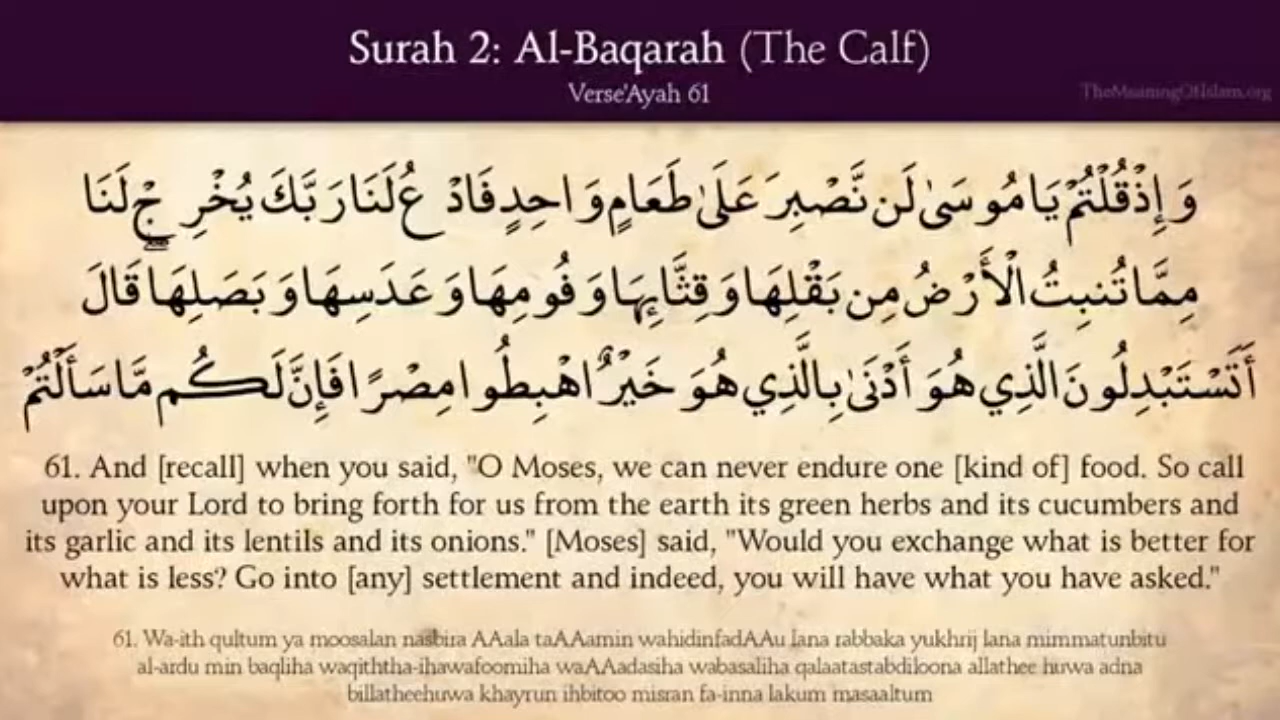 Surah 2: Al-Baqarah (The Calf)
Verse'Ayah 61
TheMeaningOfIslam.org
وَإِذْ قُلْتُمْ يَا مُوسَىٰ لَن نَّصْبِرَ عَلَىٰ طَعَامٍ وَاحِدٍ فَادْعُ لَنَا رَبَّكَ يُخْرِجْ لَنَا
مِمَّا تُنبِتُ الْأَرْضُ مِن بَقْلِهَا وَقِثَّائِهَا وَفُومِهَا وَعَدَسِهَا وَبَصَلِهَا ۖ قَالَ
أَتَسْتَبْدِلُونَ الَّذِي هُوَ أَدْنَىٰ بِالَّذِي هُوَ خَيْرٌ ۚ اهْبِطُوا مِصْرًا فَإِنَّ لَكُم مَّا سَأَلْتُمْ
61. And [recall] when you said, "O Moses, we can never endure one [kind of] food. So call
upon your Lord to bring forth for us from the earth its green herbs and its cucumbers and
its garlic and its lentils and its onions." [Moses] said, "Would you exchange what is better for
what is less? Go into [any] settlement and indeed, you will have what you have asked."
61. Wa-ith qultum ya moosalan nasbira AAala taAAamin wahidinfadAAu lana rabbaka yukhrij lana mimmatunbitu
al-ardu min baqliha waqiththa-ihawafoomiha waAAadasiha wabasaliha qalaatastabdiloona allathee huwa adna
billatheehuwa khayrun ihbitoo misran fa-inna lakum masaaltum